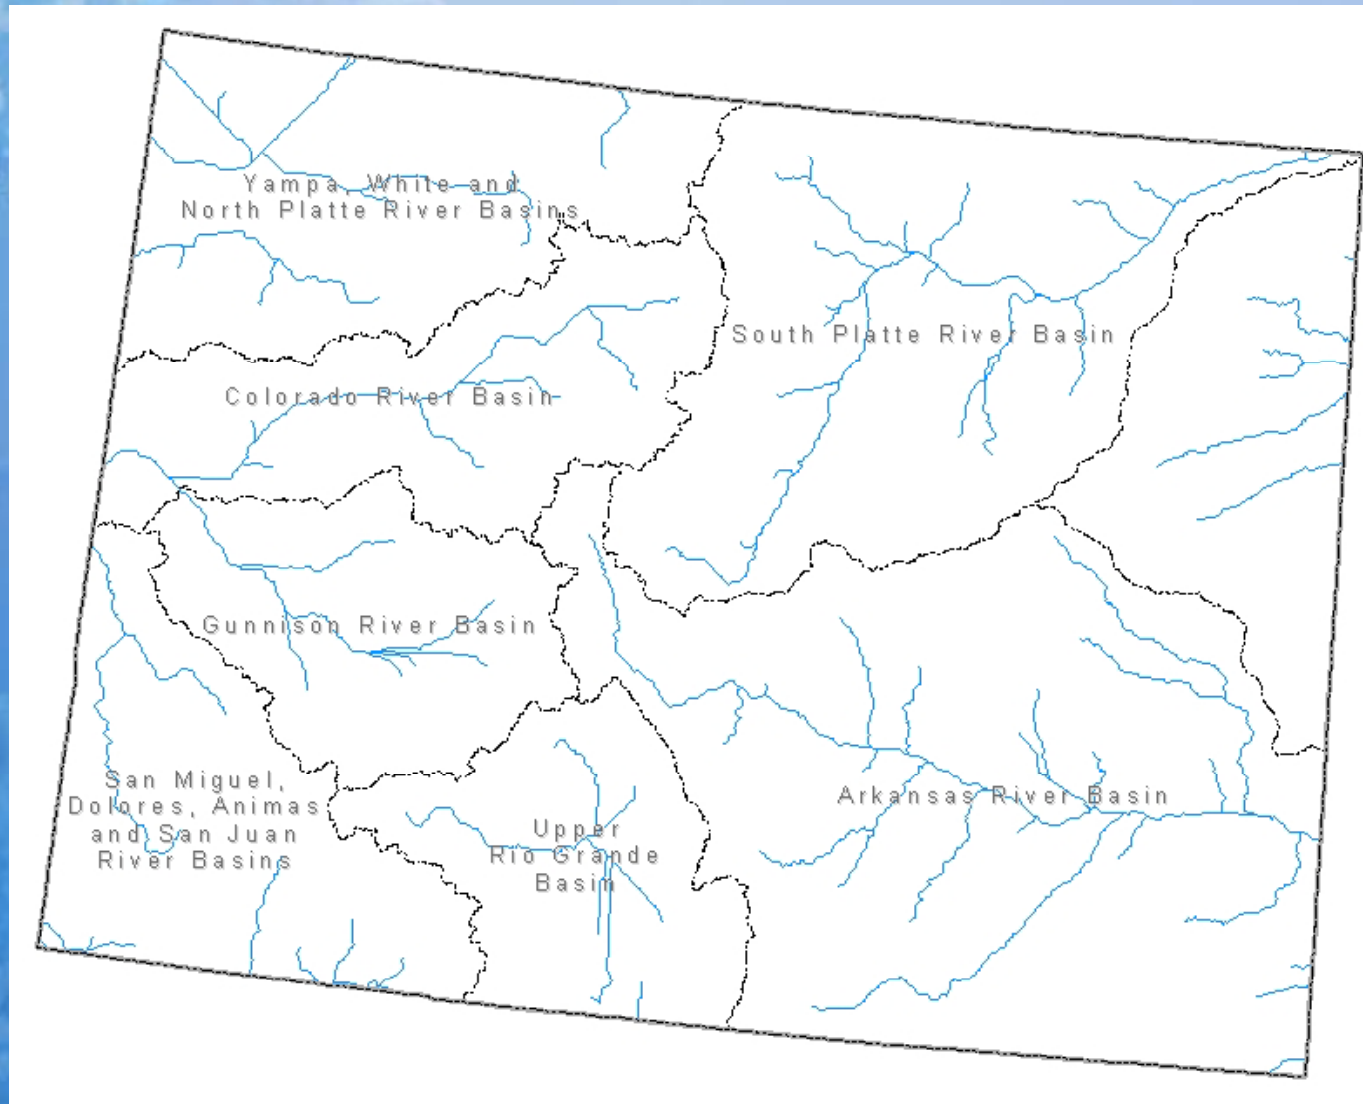 Yampa, White and
North Platte River Basins
South Platte River Basin
Colorado River Basin
Gunnison River Basin
San Miguel,
Dolores, Animas
and San Juan
River Basins
Arkansas River Basin
Upper
Rio Grande
Basin